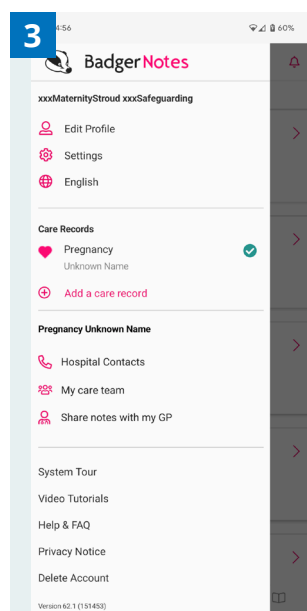 3
4:56
60%
BadgerNotes
xxxMaternityStroud xxxSafeguarding
Edit Profile
Settings
English
Care Records
Pregnancy
Unknown Name
Add a care record
Pregnancy Unknown Name
Hospital Contacts
My care team
Share notes with my GP
System Tour
Video Tutorials
Help & FAQ
Privacy Notice
Delete Account
Version 62.1 (151453)